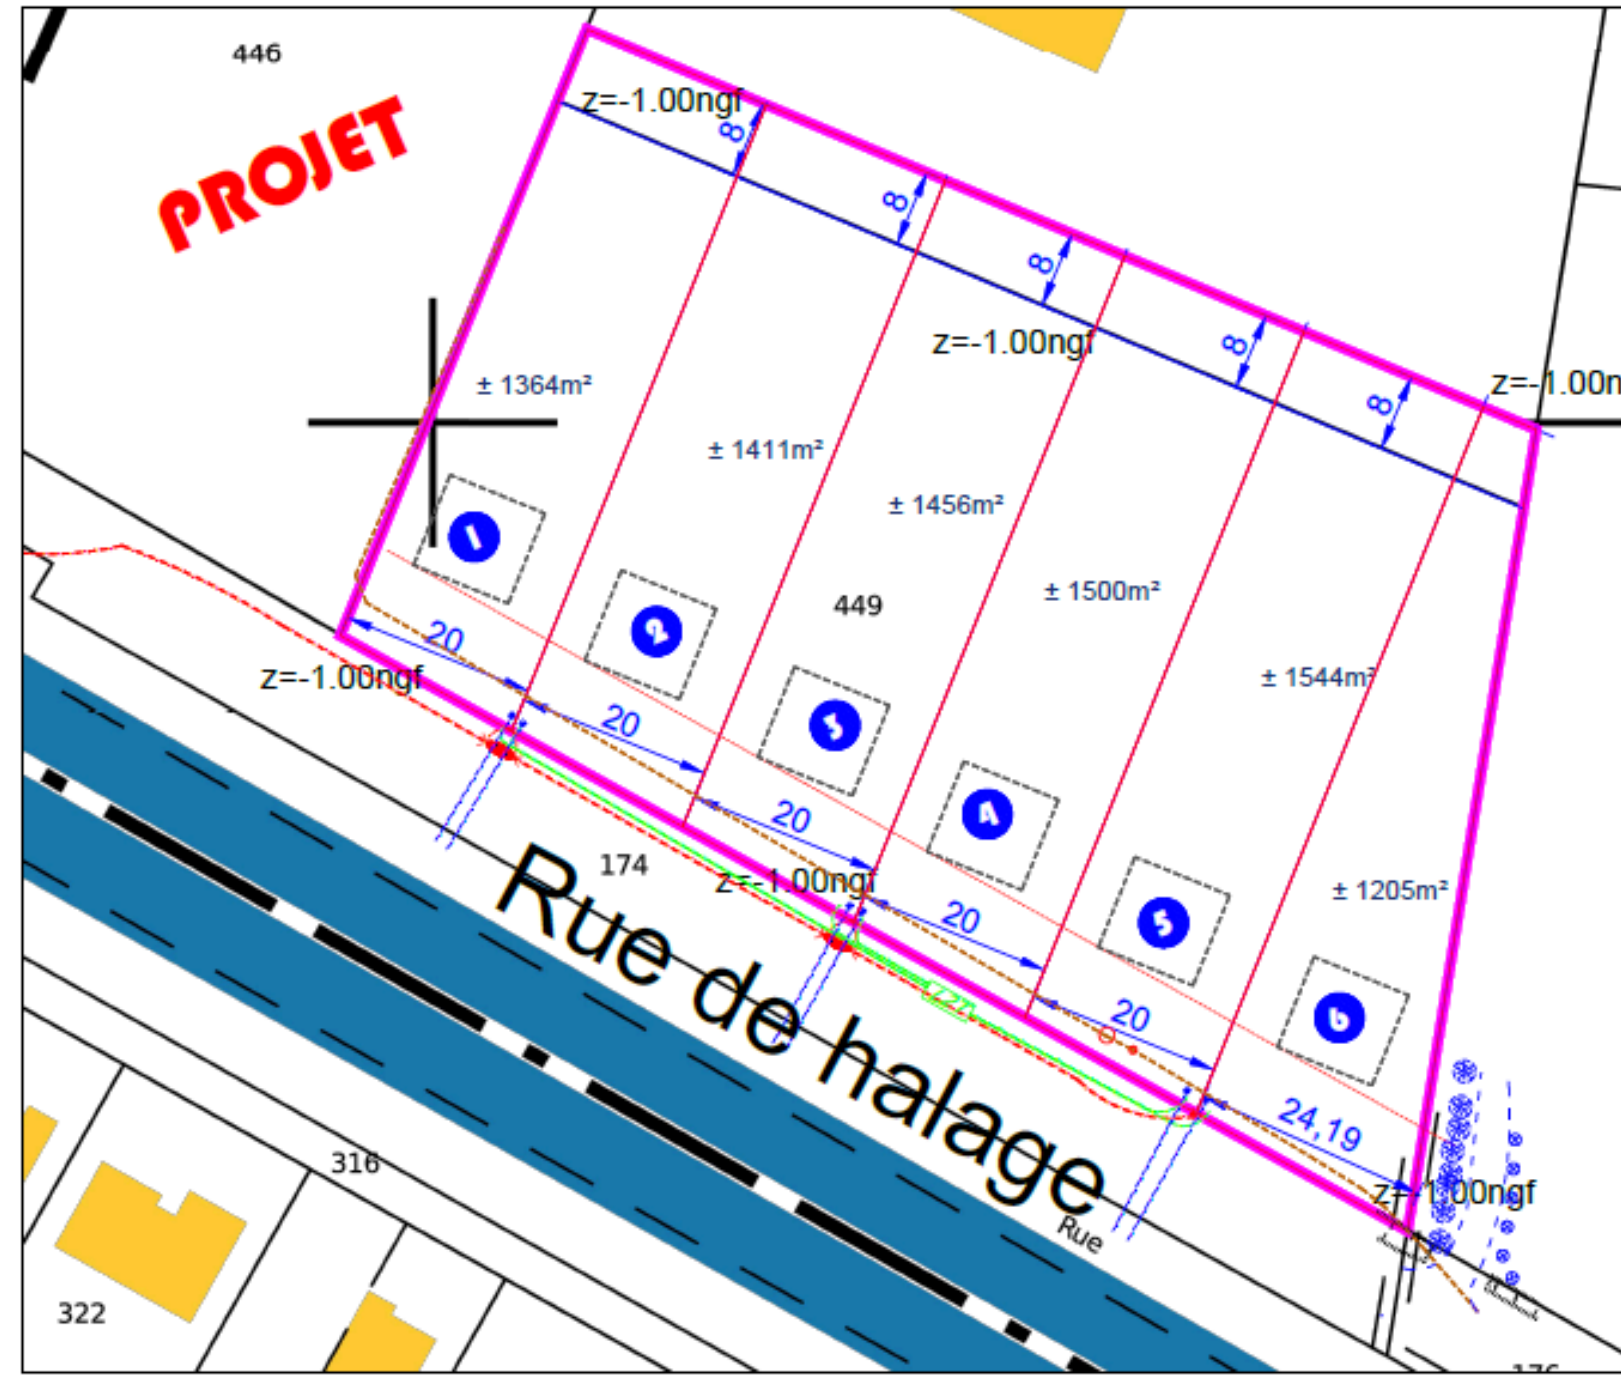 446
PROJET
z=-1.00ngf
8
8
8
8
8
z=-1.00ngf
z=-1.00n
± 1364m²
± 1411m²
± 1456m²
± 1500m²
± 1544m²
± 1205m²
449
1
2
3
4
5
6
20
20
20
20
20
24,19
z=-1.00ngf
z=-1.00ngf
z=-1.00ngf
174
Rue de halage
Rue
316
322